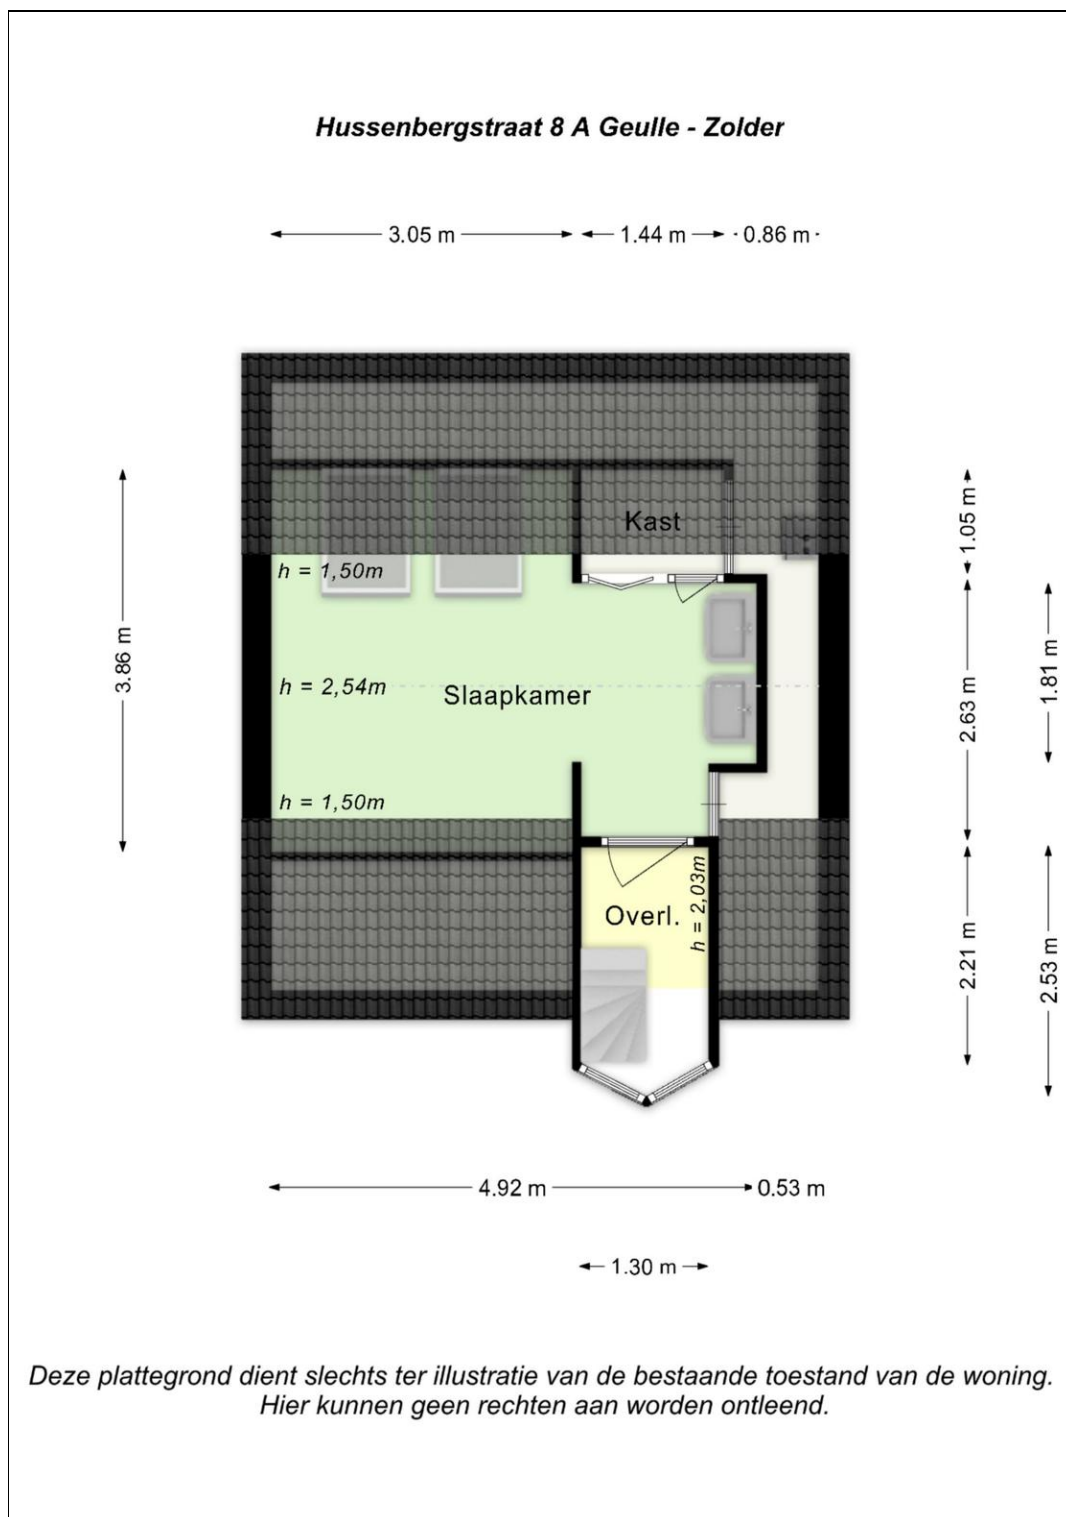 Hussenbergstraat 8 A Geulle - Zolder
3.05 m
1.44 m
0.86 m
Kast
1.05 m
h = 1,50m
3.86 m
h = 2,54m
Slaapkamer
2.63 m
1.81 m
h = 1,50m
h = 2,03m
Overl.
2.21 m
2.53 m
4.92 m
0.53 m
1.30 m
Deze plattegrond dient slechts ter illustratie van de bestaande toestand van de woning.
Hier kunnen geen rechten aan worden ontleend.